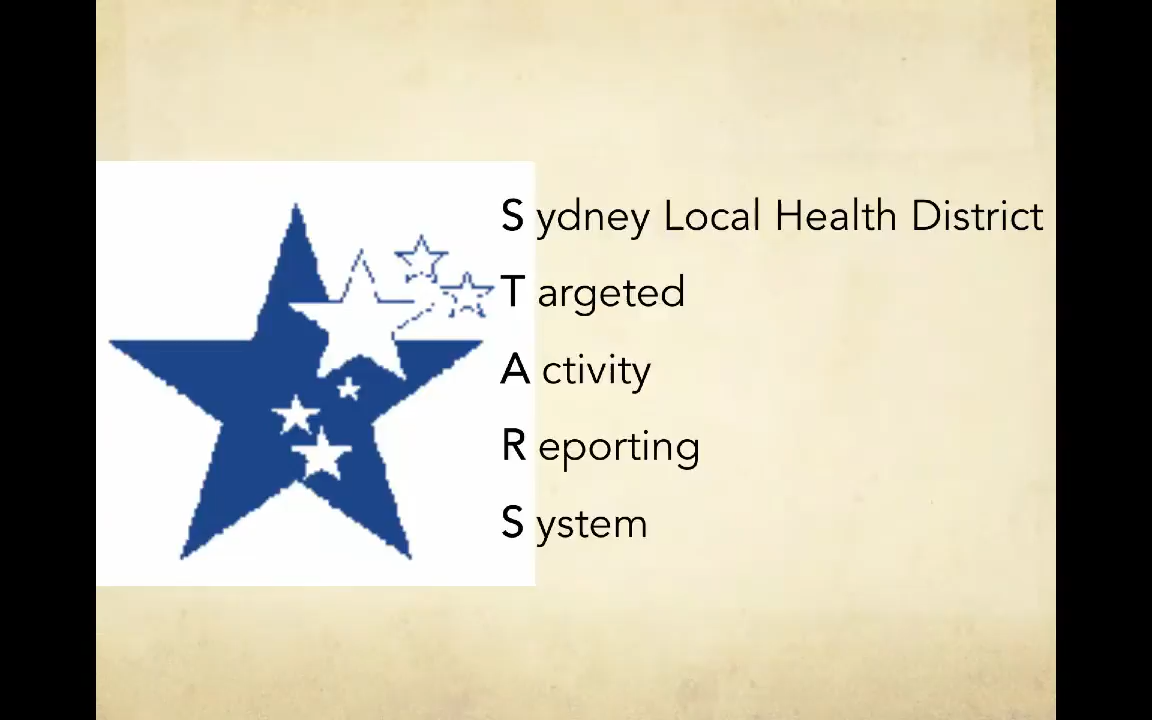 S ydney Local Health District
T argeted
A ctivity
R eporting
S ystem